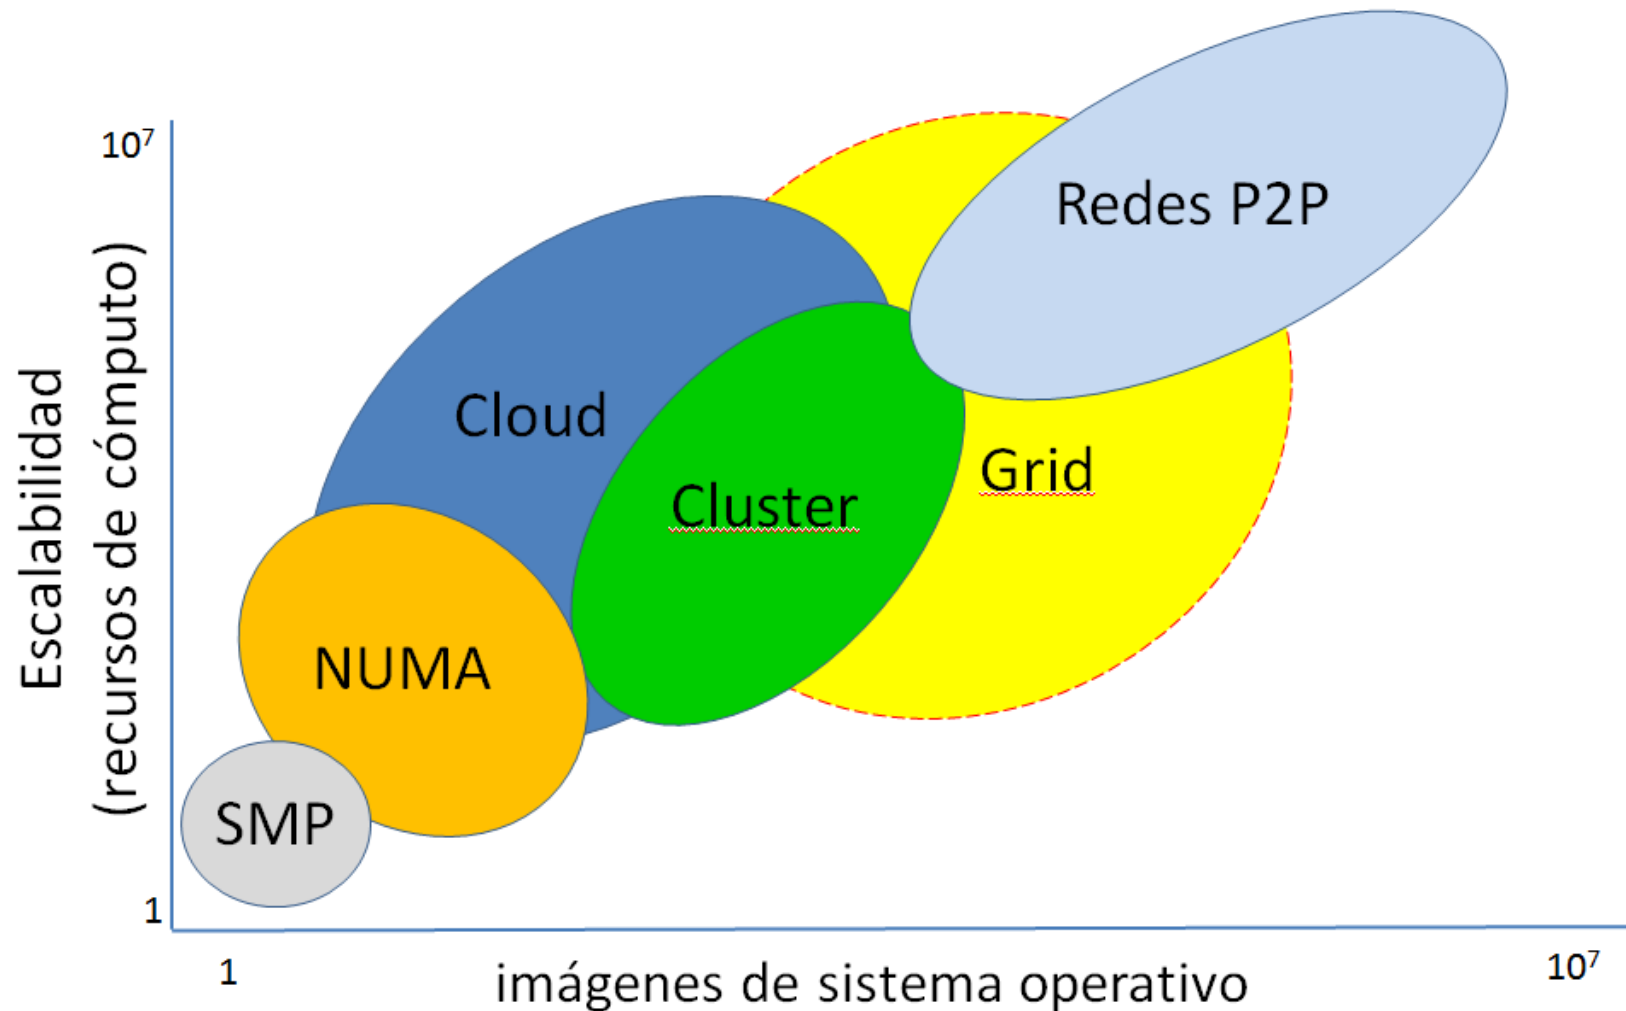 10⁷
Redes P2P
Escalabilidad
(recursos de cómputo)
Cloud
Grid
Cluster
NUMA
SMP
1
1
imágenes de sistema operativo
10⁷